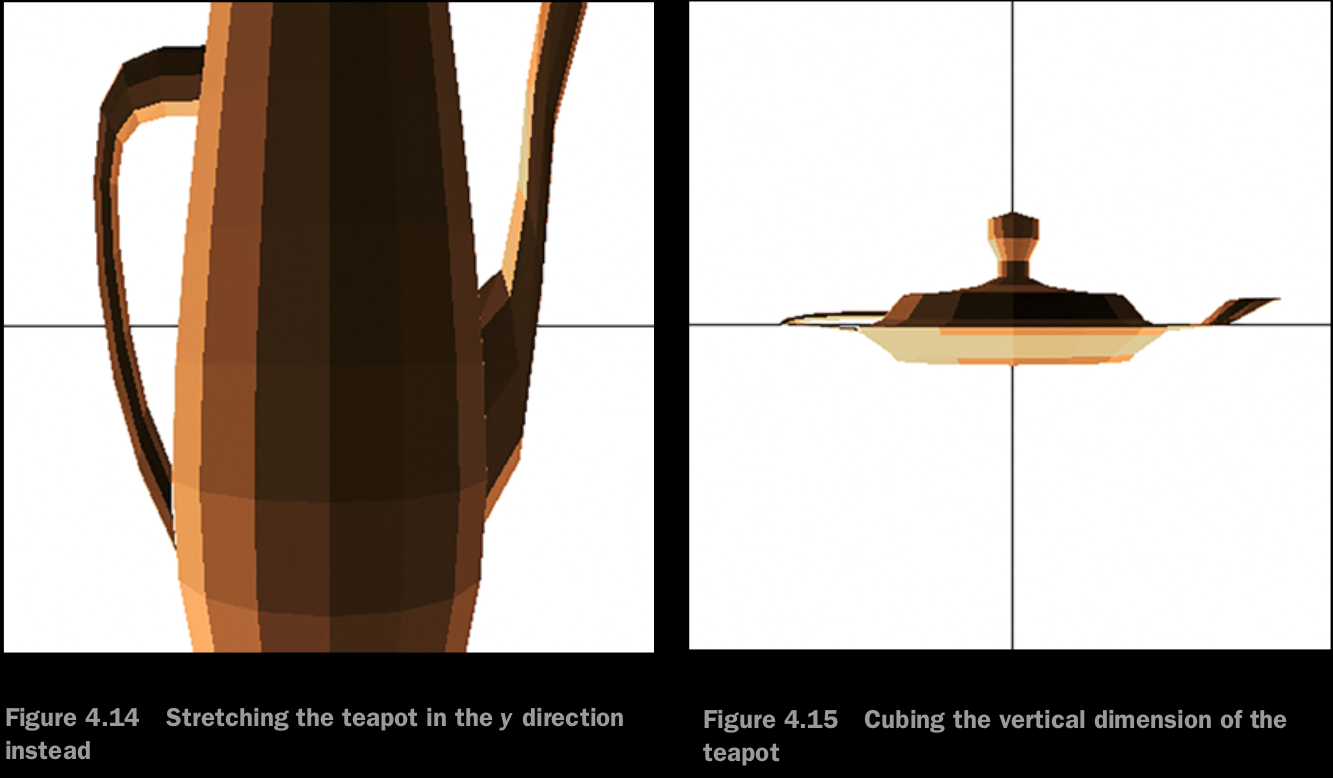 Figure 4.14 Stretching the teapot in the y direction
instead
Figure 4.15 Cubing the vertical dimension of the
teapot